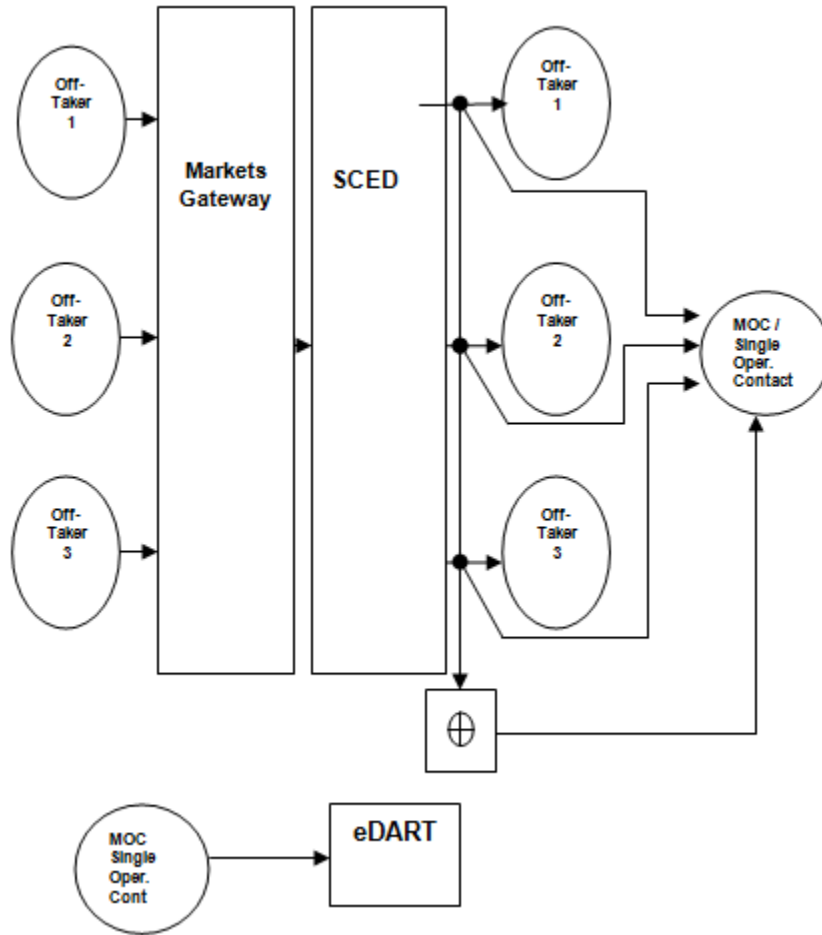 Off-
Taker
1
Markets
Gateway
SCED
Off-
Taker
1
Off-
Taker
2
Off-
Taker
2
MOC /
Single
Oper.
Contact
Off-
Taker
3
Off-
Taker
3
MOC
Single
Oper.
Cont
eDART